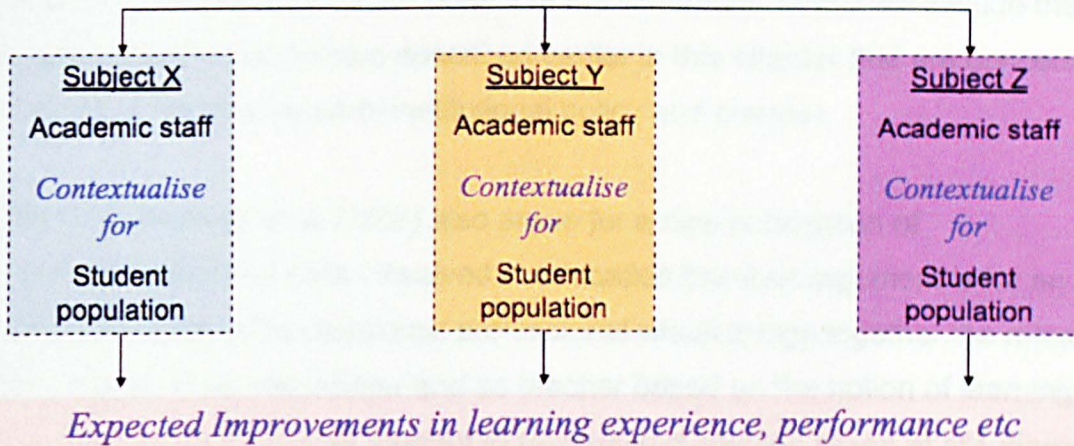 Subject X
Academic staff
Contextualise
for
Student
population
Subject Y
Academic staff
Contextualise
for
Student
population
Subject Z
Academic staff
Contextualise
for
Student
population
Expected Improvements in learning experience, performance etc